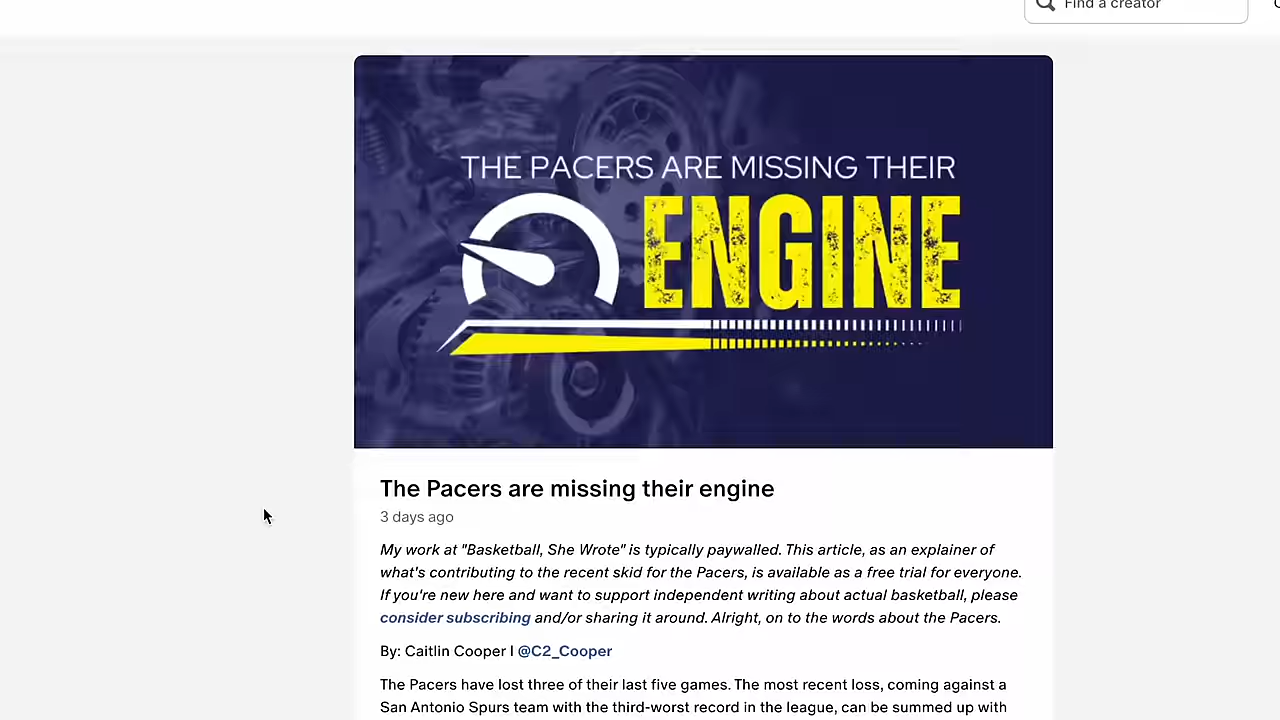 Find a creator
THE PACERS ARE MISSING THEIR
ENGINE
The Pacers are missing their engine
3 days ago
My work at "Basketball, She Wrote" is typically paywalled. This article, as an explainer of
what's contributing to the recent skid for the Pacers, is available as a free trial for everyone.
If you're new here and want to support independent writing about actual basketball, please
consider subscribing and/or sharing it around. Alright, on to the words about the Pacers.
By: Caitlin Cooper I @C2_Cooper
The Pacers have lost three of their last five games. The most recent loss, coming against a
San Antonio Spurs team with the third-worst record in the league, can be summed up with